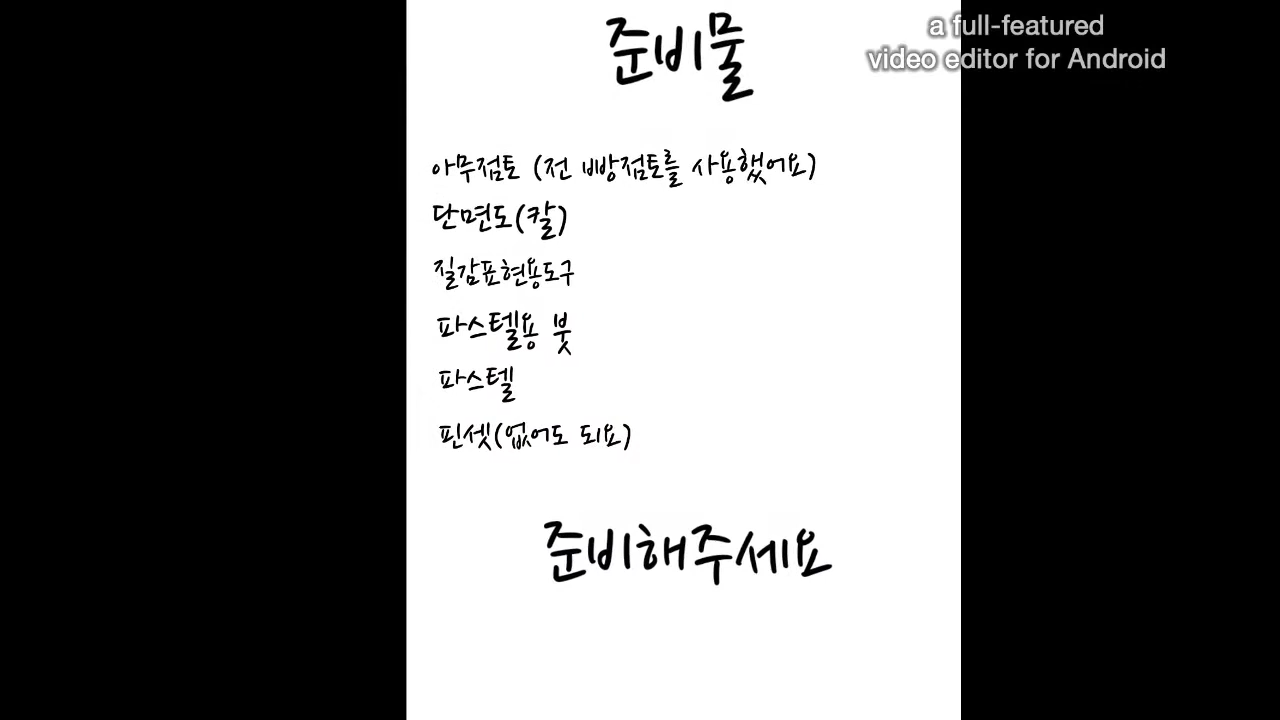 준비물
a full-featured
video editor for Android
아무점토 (전 빵점토를 사용했어요)
단면도(칼)
질감표현용도구
파스텔용 붓
파스텔
핀셋(없어도 되요)
준비해주세요